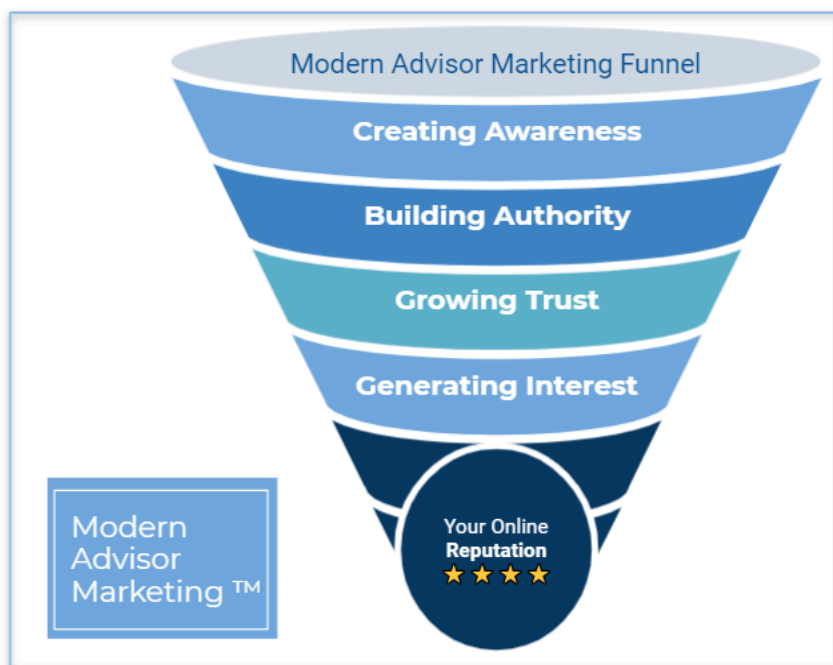 Modern Advisor Marketing Funnel
Creating Awareness
Building Authority
Growing Trust
Generating Interest
Your Online
Reputation
Modern
Advisor
Marketing ™